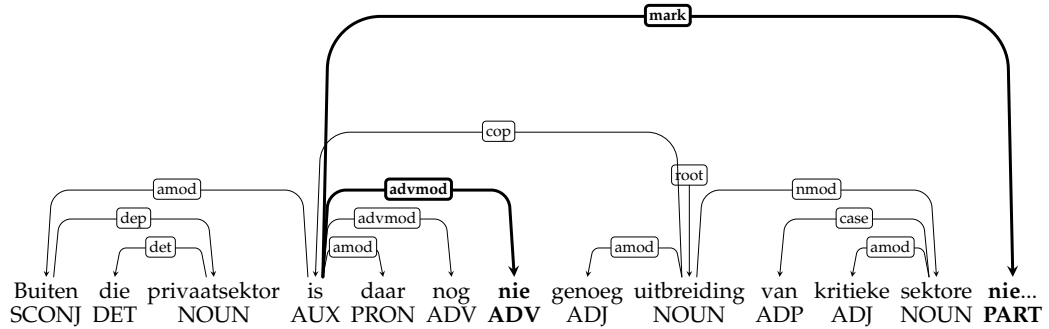 mark
cop
root
amod advmod nmod
dep advmod case
det amod amod amod
Buiten die privaatsektor is daar nog nie genoeg uitbreiding van kritieke sektore nie...
SCONJ DET NOUN AUX PRON ADV ADV ADJ NOUN ADP ADJ NOUN PART